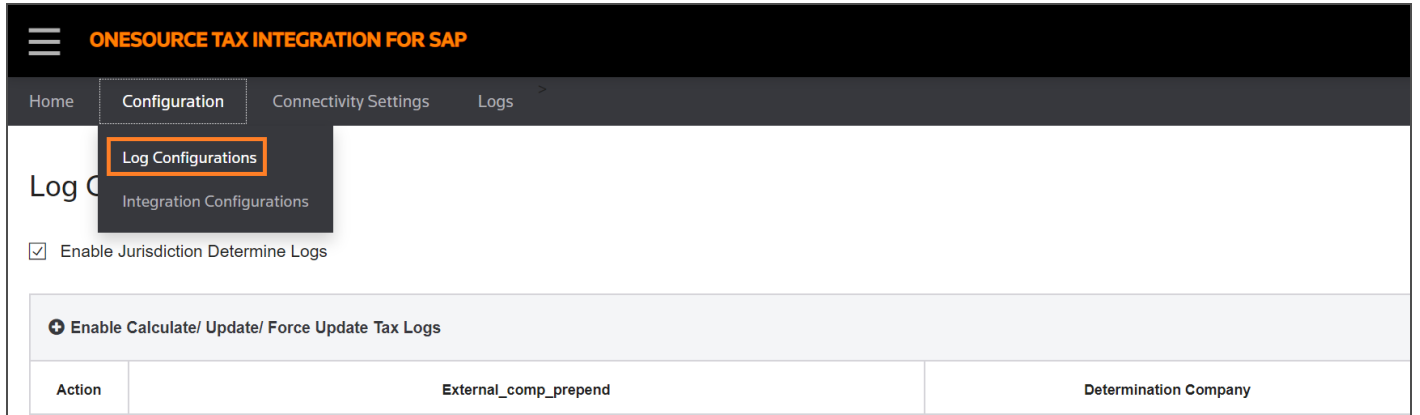 ONESOURCE TAX INTEGRATION FOR SAP
Home Configuration Connectivity Settings Logs >
Log Configurations
Log C
Integration Configurations
Enable Jurisdiction Determine Logs
Enable Calculate/ Update/ Force Update Tax Logs
Action External_comp_prepend Determination Company